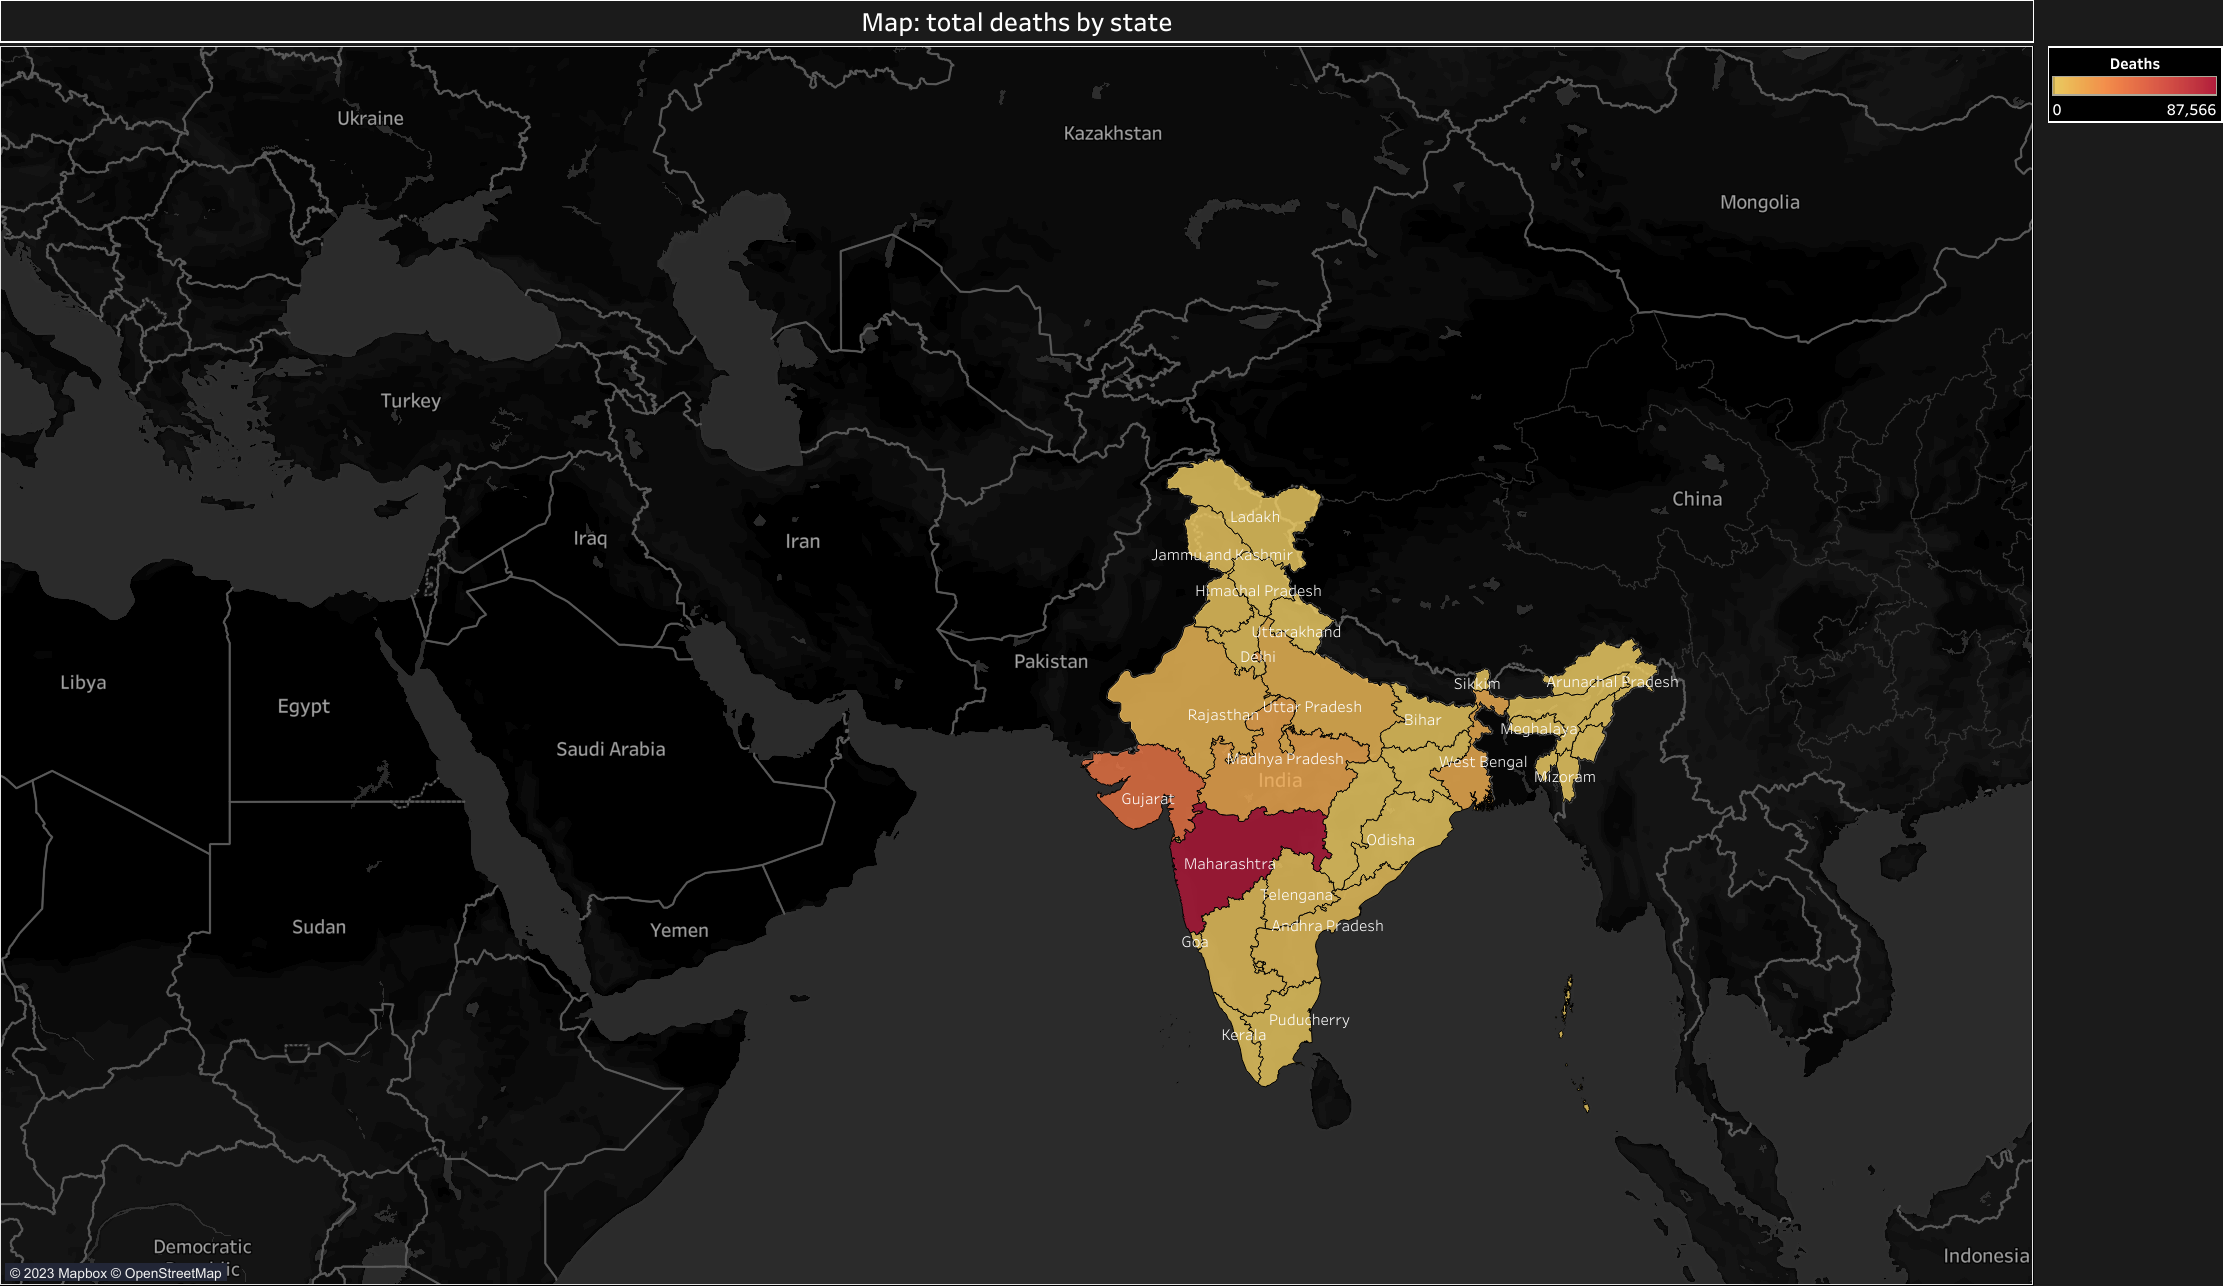 Map: total deaths by state
Deaths
0 87,566
Ukraine
Kazakhstan
Mongolia
Turkey
China
Iraq
Iran
Ladakh
Jammu and Kashmir
Himachal Pradesh
Uttarakhand
Delhi
Pakistan
Libya
Egypt
Saudi Arabia
Sikkim
Arunachal Pradesh
Rajasthan
Uttar Pradesh
Bihar
Meghalaya
Madhya Pradesh
West Bengal
India
Mizoram
Gujarat
Odisha
Maharashtra
Telengana
Sudan
Yemen
Andhra Pradesh
Goa
Puducherry
Kerala
Democratic
Indonesia
© 2023 Mapbox © OpenStreetMap